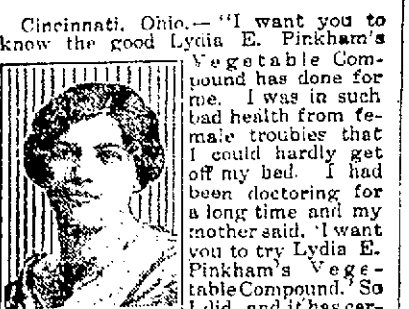 Cincinnati, Ohio.—"I want you to
know the good Lydia E. Pinkham's
Vegetable Com-
pound has done for
me. I was in such
bad health from fe-
male troubles that
I could hardly get
off my bed. I had
been doctoring for
a long time and my
mother said, 'I want
you to try Lydia E.
Pinkham's Vege-
table Compound.' So
I did, and it has cer-